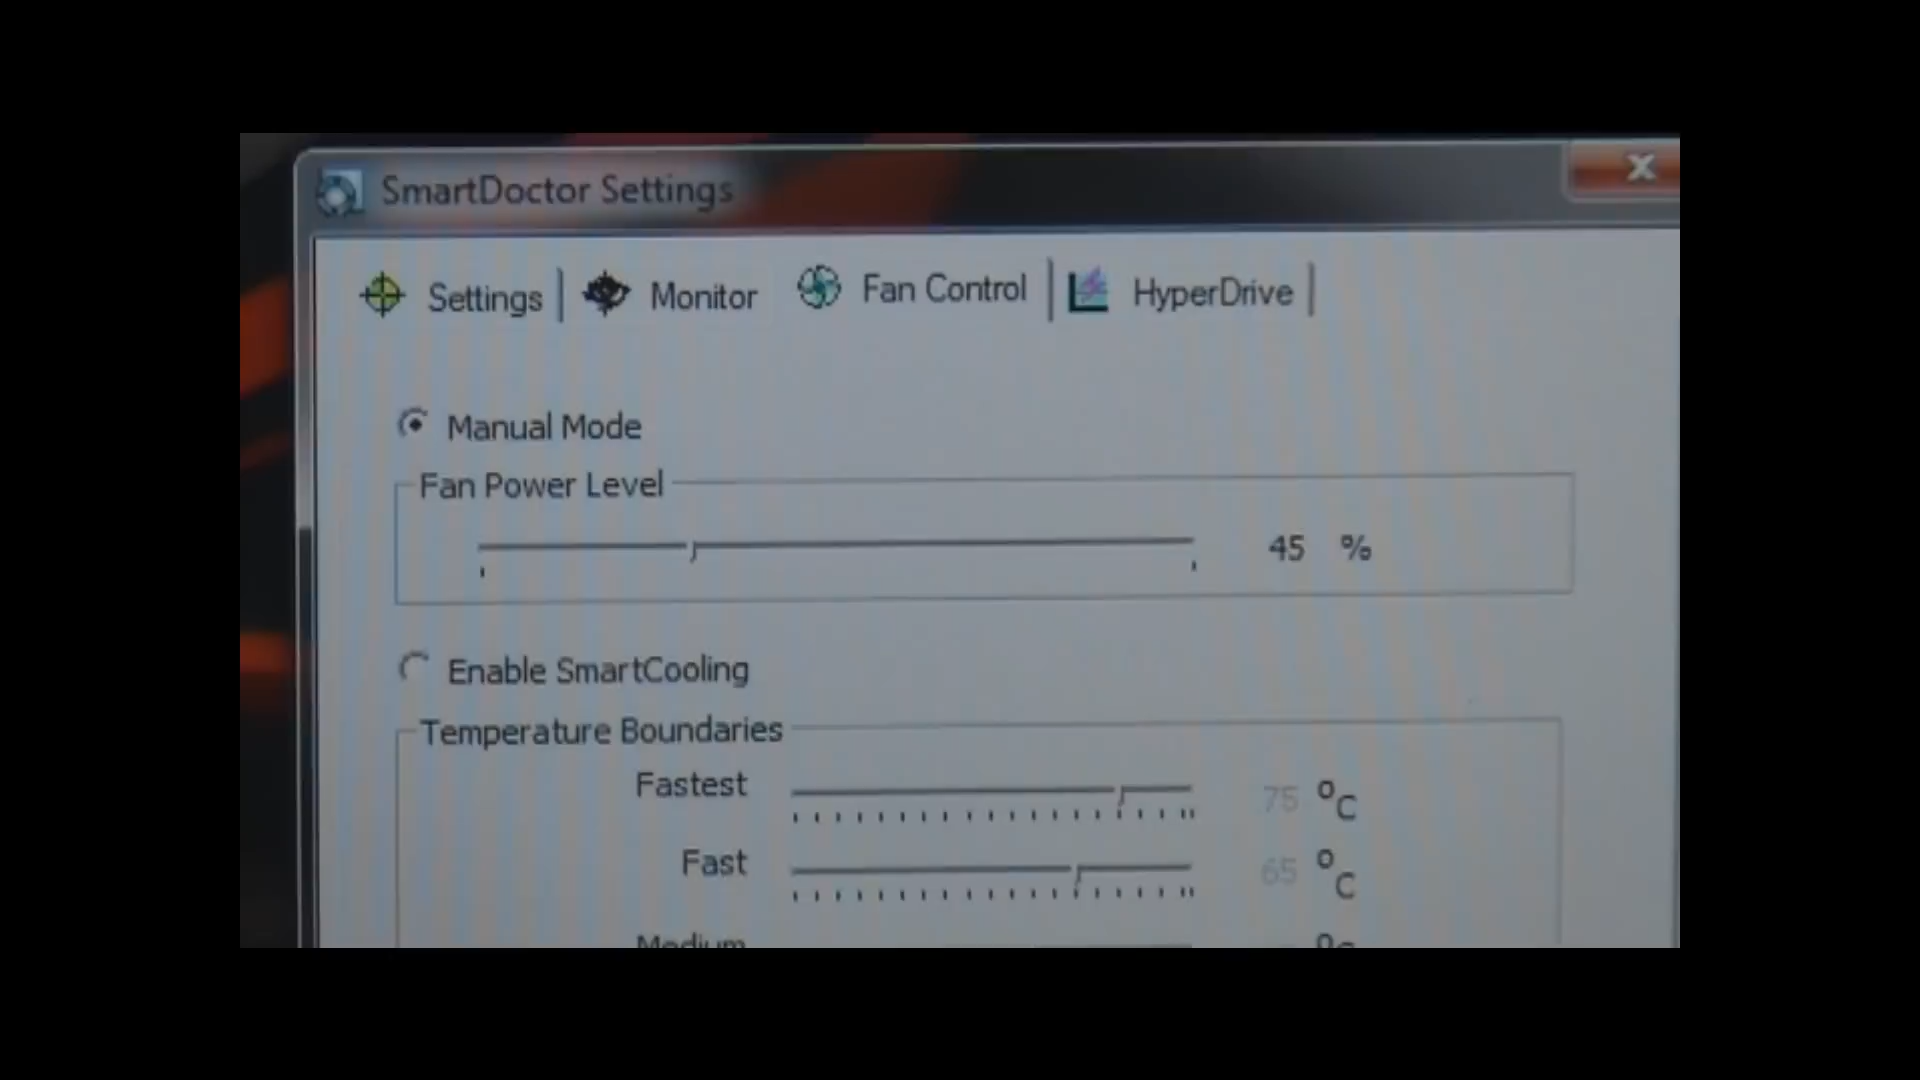 SmartDoctor Settings
Settings Monitor Fan Control HyperDrive
Manual Mode
Fan Power Level
45 %
Enable SmartCooling
Temperature Boundaries
Fastest 75 °C
Fast 65 °C
Medium °C